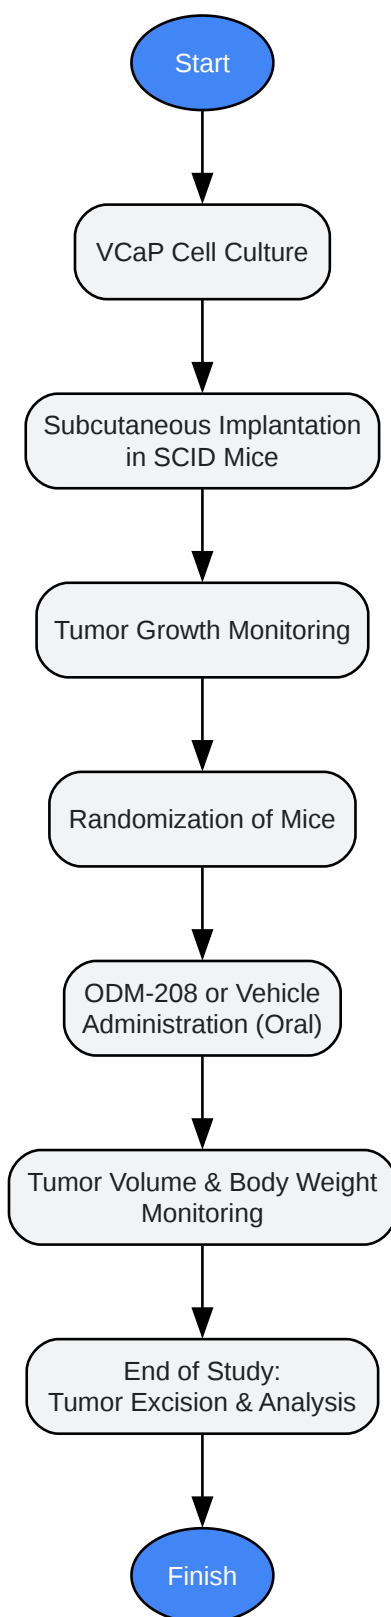 Start
VCaP Cell Culture
Subcutaneous Implantation
in SCID Mice
Tumor Growth Monitoring
Randomization of Mice
ODM-208 or Vehicle
Administration (Oral)
Tumor Volume & Body Weight
Monitoring
End of Study:
Tumor Excision & Analysis
Finish